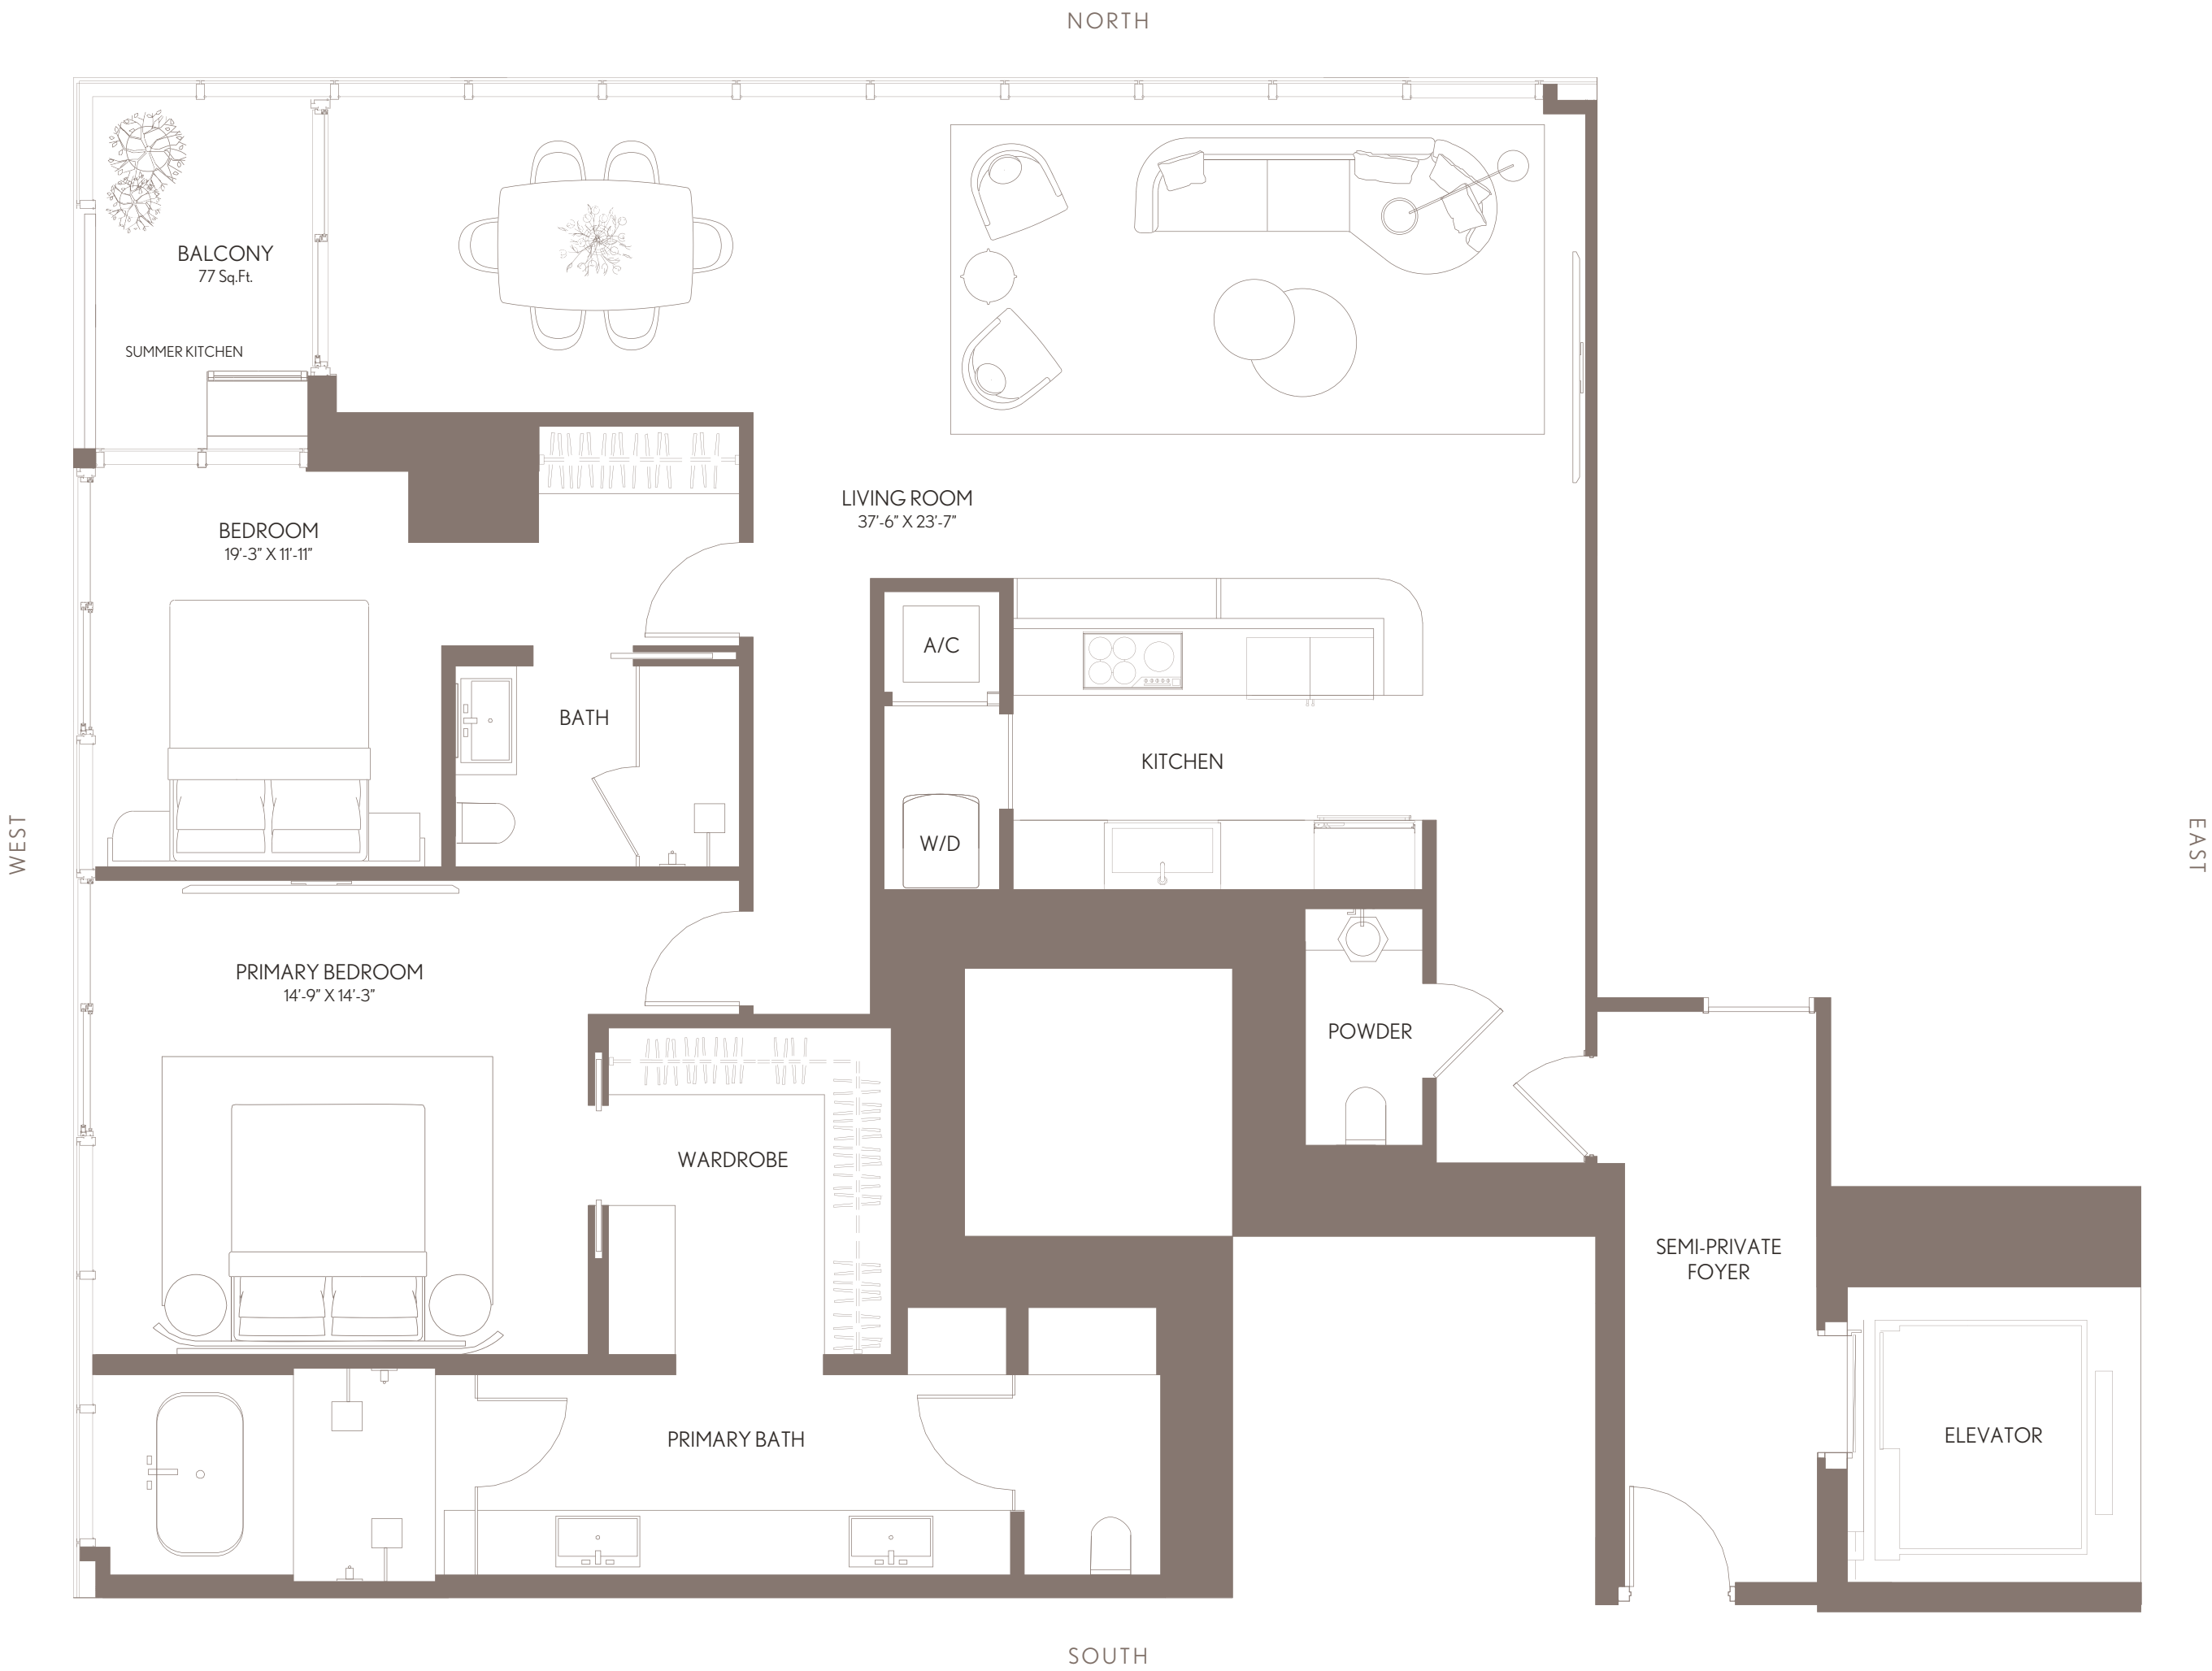 NORTH
BALCONY
77 Sq.Ft.
SUMMER KITCHEN
LIVING ROOM
37'-6" X 23'-7"
BEDROOM
19'-3" X 11'-11"
A/C
BATH
KITCHEN
W/D
WEST
EAST
PRIMARY BEDROOM
14'-9" X 14'-3"
POWDER
WARDROBE
SEMI-PRIVATE
FOYER
PRIMARY BATH
ELEVATOR
SOUTH